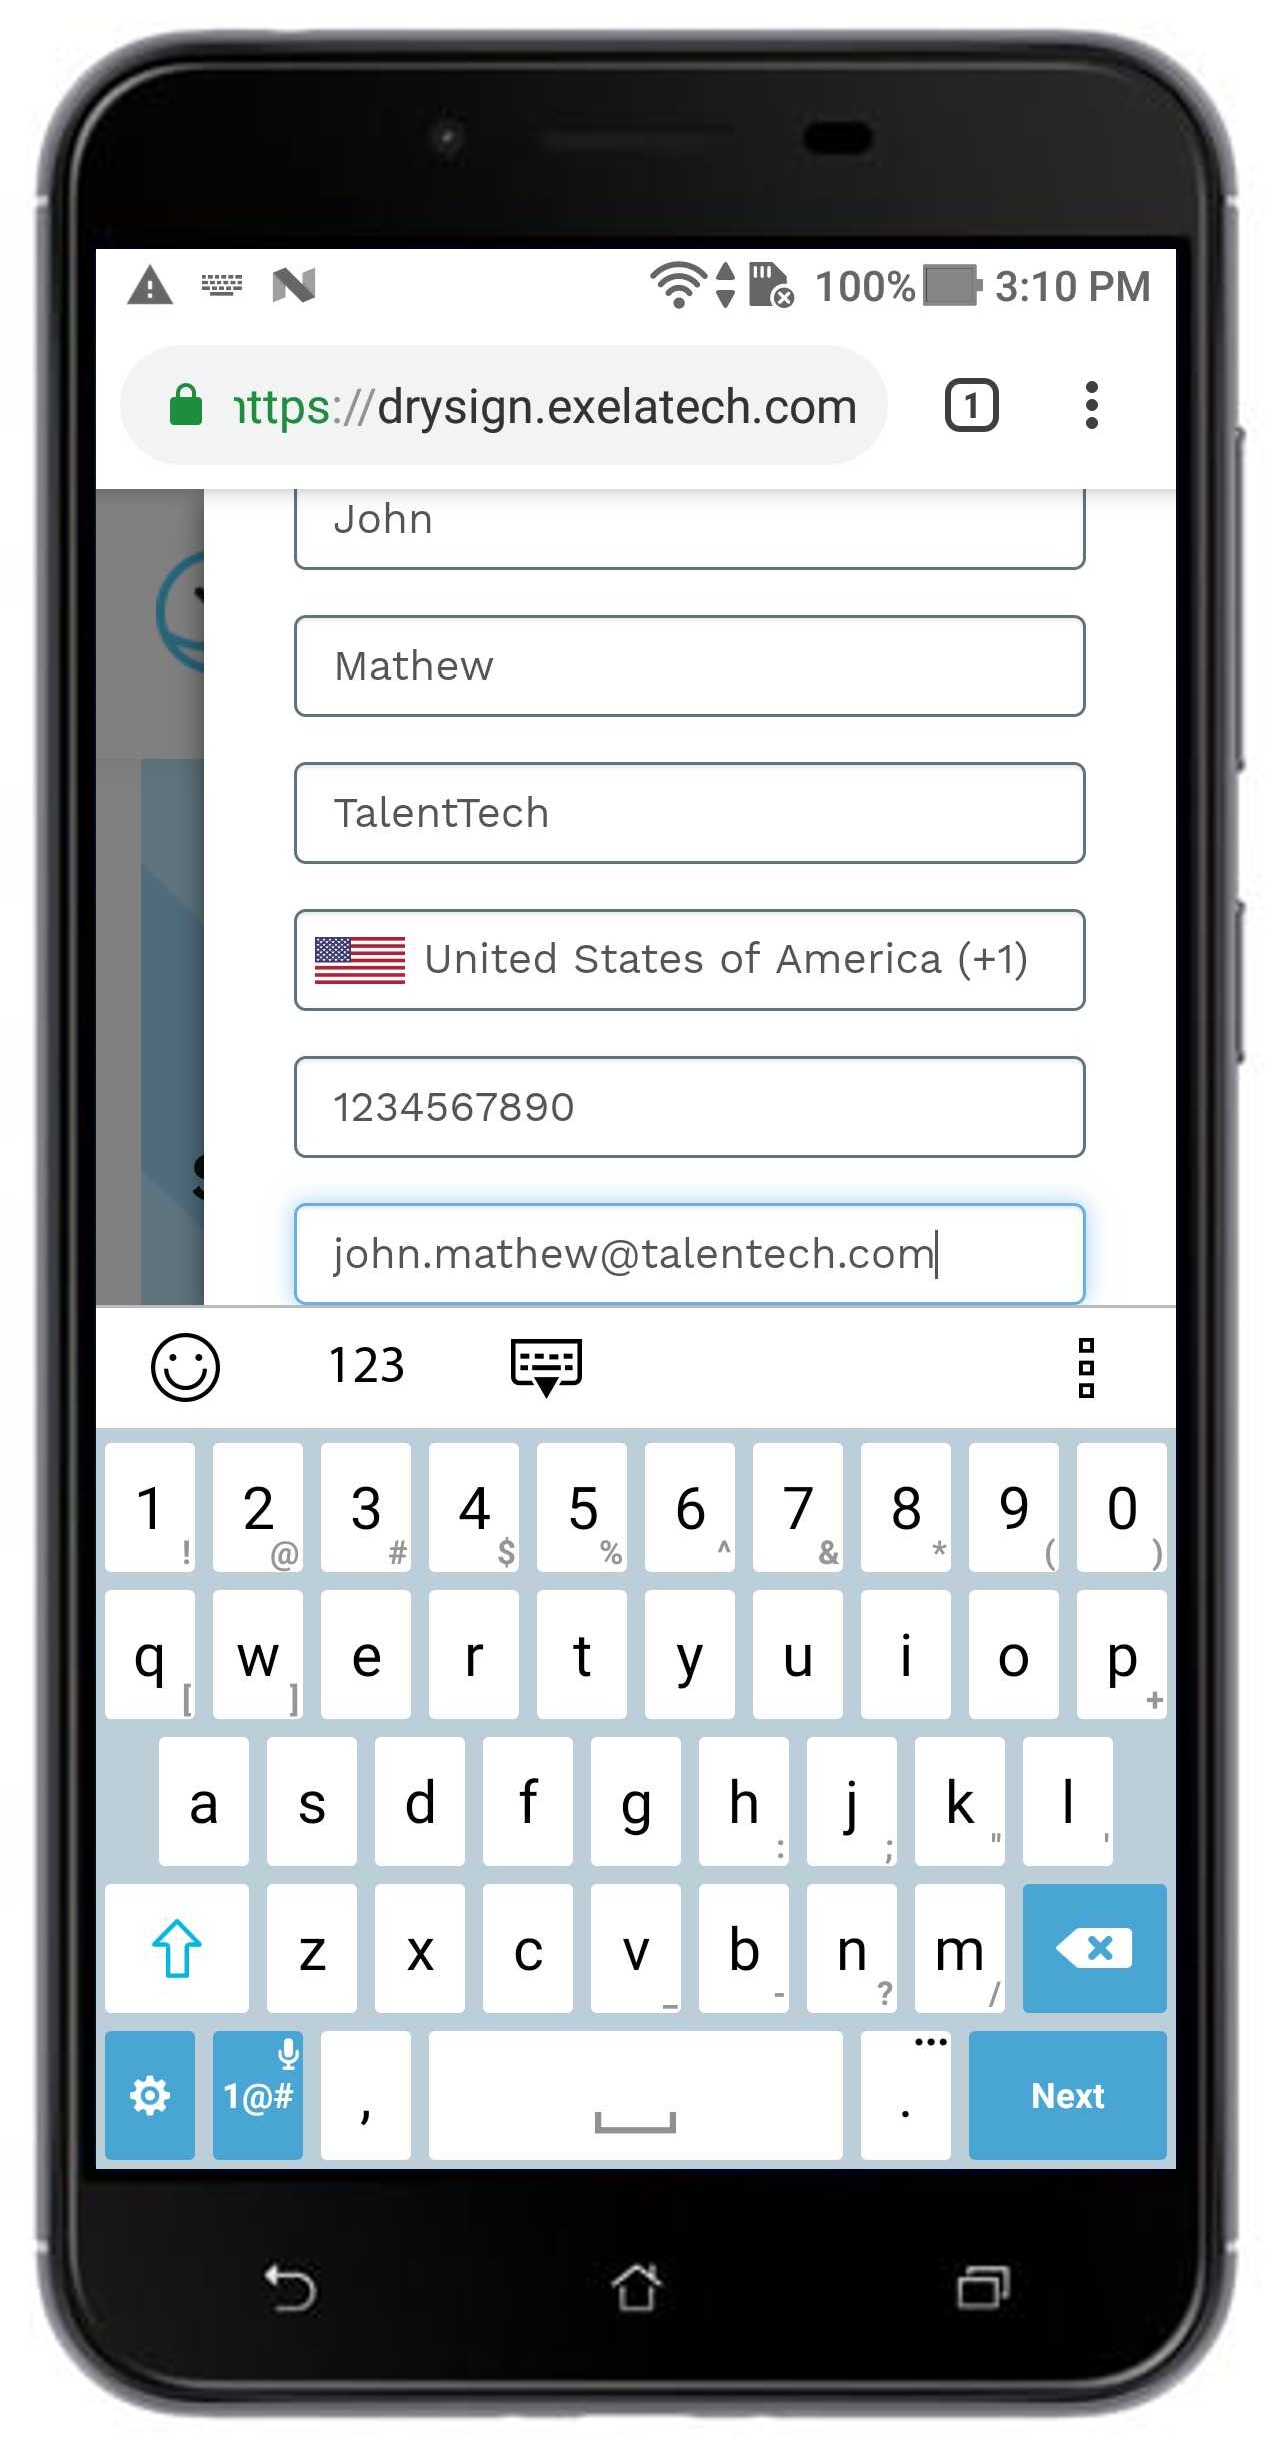 100% 3:10 PM
https://drysign.exelatech.com 1
John
Mathew
TalentTech
United States of America (+1)
1234567890
john.mathew@talentech.com
123
1 ! 2 @ 3 # 4 $ 5 % 6 ^ 7 & 8 * 9 ( 0 )
q [ w ] e r t y u i o p +
a s d f g h : j ; k " l '
z x c v _ b - n ? m /
1@# , . Next